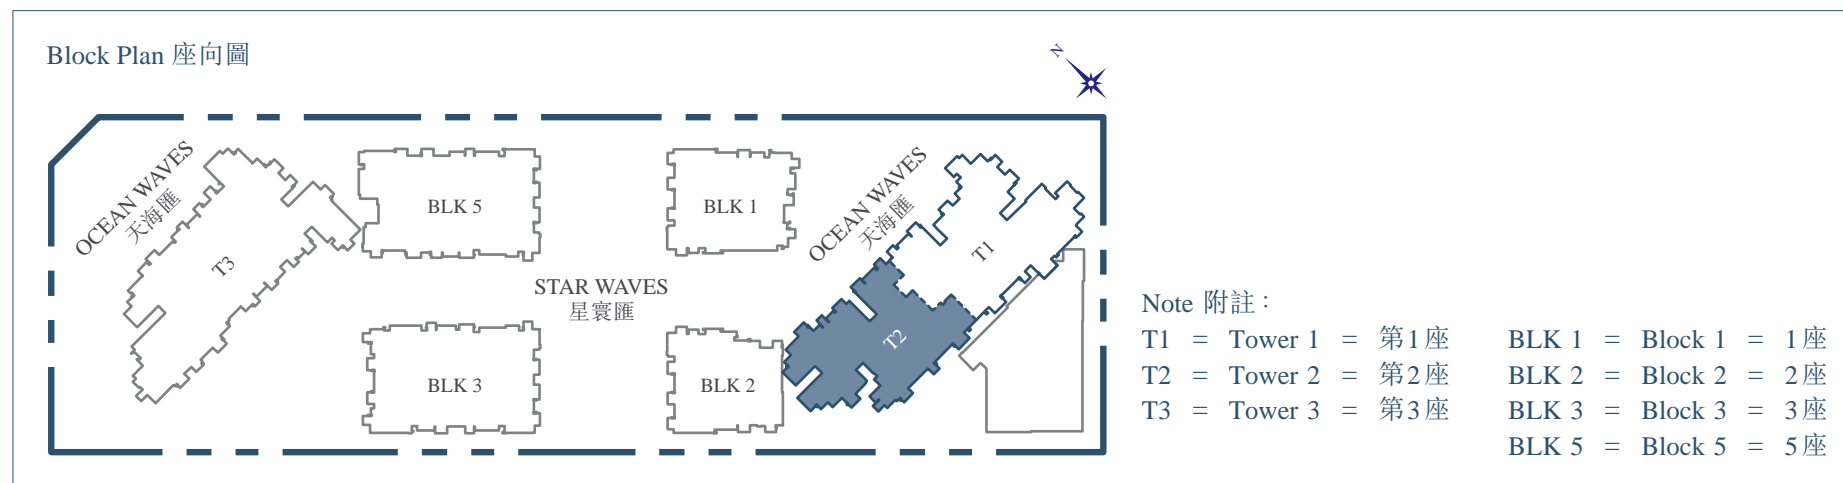 Block Plan 座向圖
N
OCEAN WAVES
天海匯
T3
BLK 5
BLK 1
OCEAN WAVES
天海匯
T1
STAR WAVES
星寰匯
BLK 3
BLK 2
T2
Note 附註：
T1 = Tower 1 = 第1座
T2 = Tower 2 = 第2座
T3 = Tower 3 = 第3座
BLK 1 = Block 1 = 1座
BLK 2 = Block 2 = 2座
BLK 3 = Block 3 = 3座
BLK 5 = Block 5 = 5座